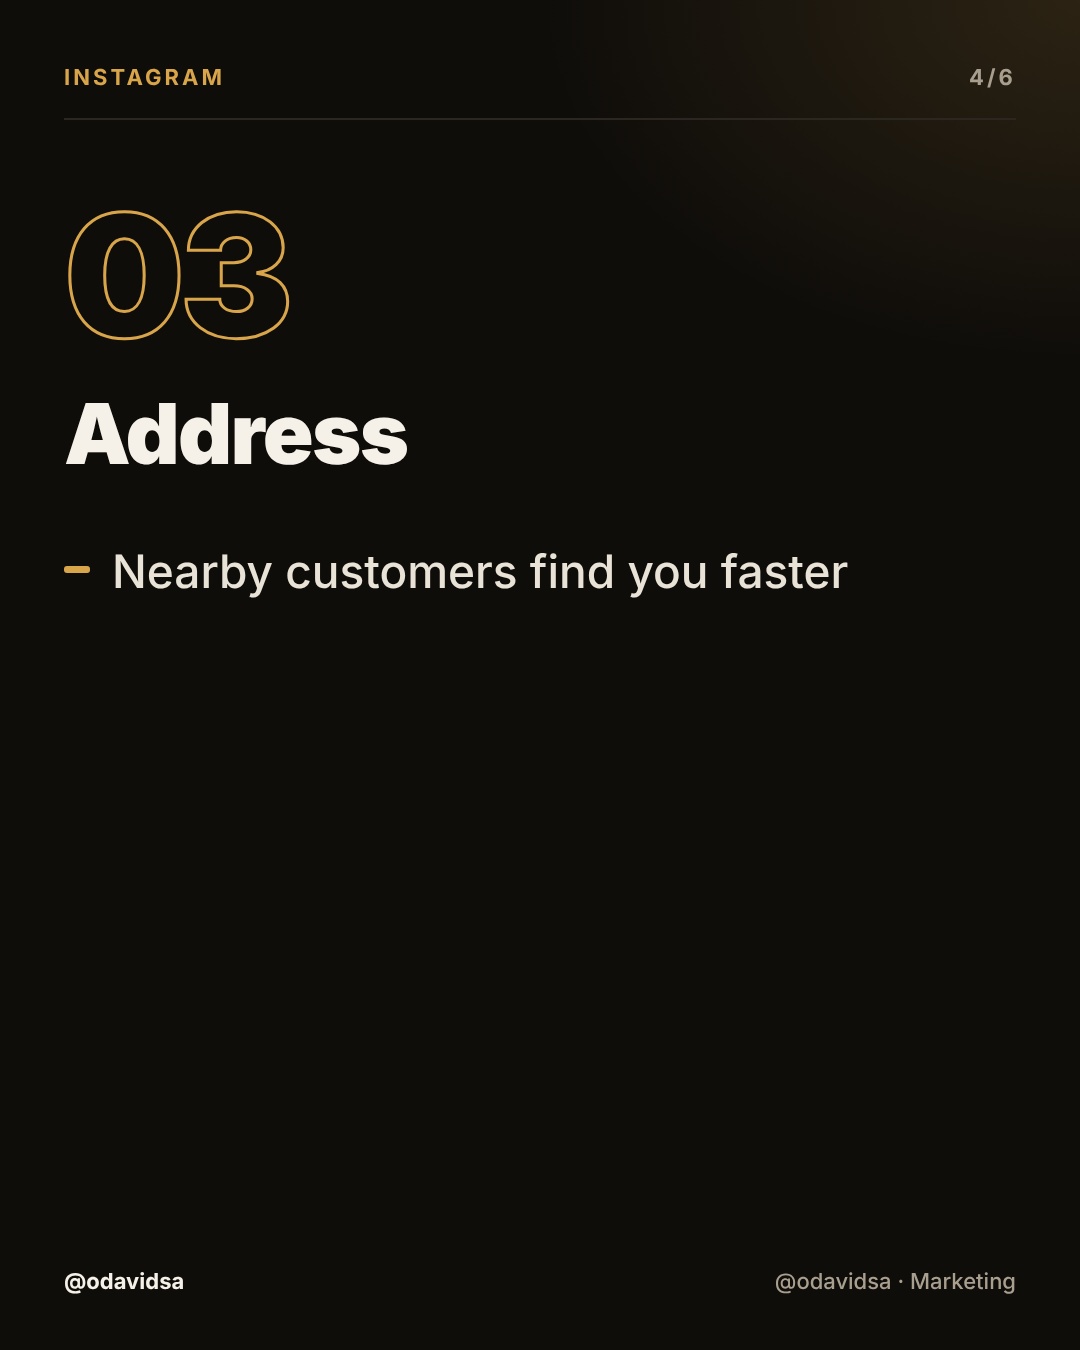 INSTAGRAM
4/6
03
Address
Nearby customers find you faster
@odavidsa
@odavidsa · Marketing